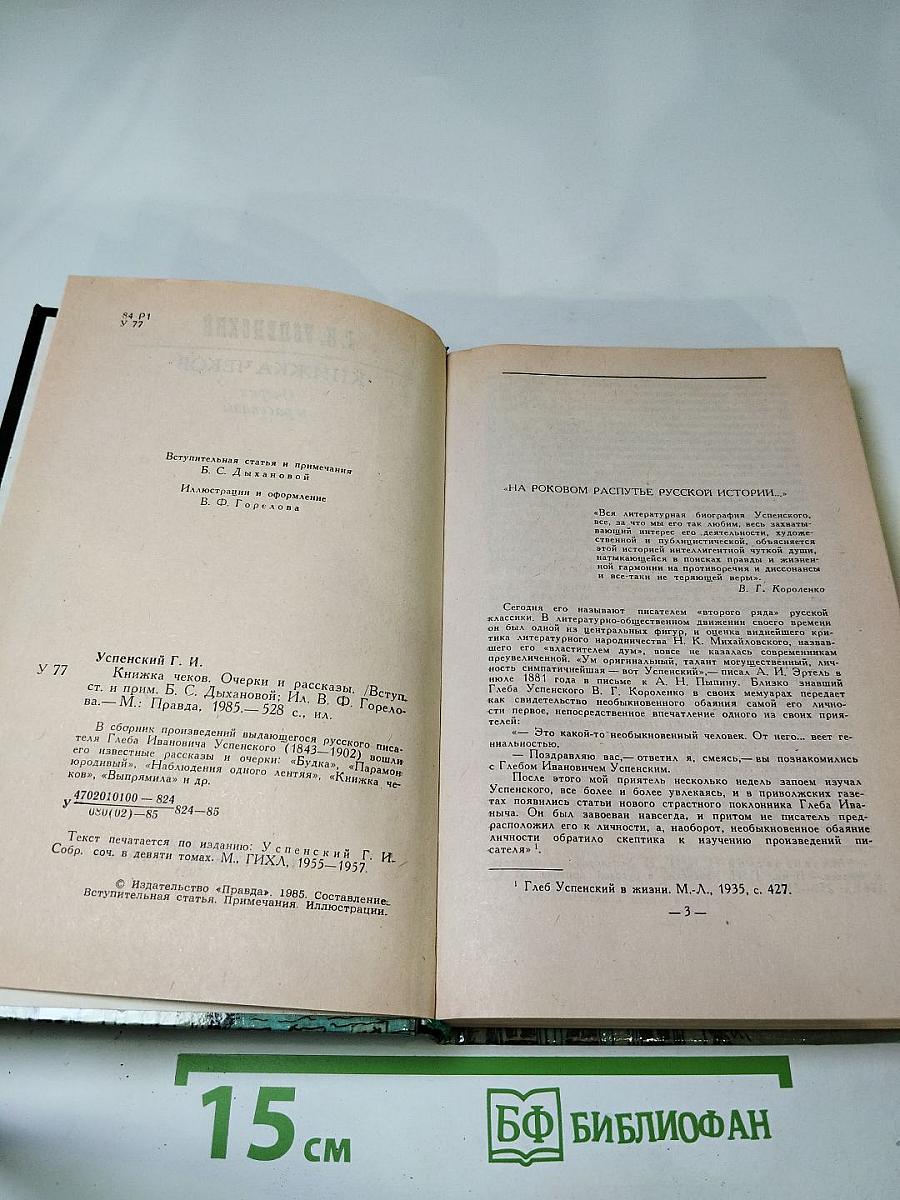 84 Р1
У 77
Вступительная статья и примечания
Б. С. Дыхановой
Иллюстрации и оформление
В. Ф. Горелова
Успенский Г. И.
У 77
Книжка чеков. Очерки и рассказы. /Вступ.
ст. и прим. Б. С. Дыхановой; Ил. В. Ф. Горело-
ва.— М.: Правда, 1985.— 528 с., ил.
В сборник произведений выдающегося русского писа-
теля Глеба Ивановича Успенского (1843—1902) вошли
его известные рассказы и очерки: «Будка», «Парамон
юродивый», «Наблюдения одного лентяя», «Книжка че-
ков», «Выпрямила» и др.
У 4702010100 — 824
080(02)—85 824—85
Текст печатается по изданию: Успенский Г. И.
Собр. соч. в девяти томах. М., ГИХЛ, 1955—1957.
© Издательство «Правда», 1985. Составление.
Вступительная статья. Примечания. Иллюстрации.
«НА РОКОВОМ РАСПУТЬЕ РУССКОЙ ИСТОРИИ...»
«Вся литературная биография Успенского,
все, за что мы его так любим, весь захваты-
вающий интерес его деятельности, художе-
ственной и публицистической, объясняется
этой историей интеллигентной чуткой души,
натыкающейся в поисках правды и жизнен-
ной гармонии на противоречия и диссонансы
и все-таки не теряющей веры».
В. Г. Короленко
Сегодня его называют писателем «второго ряда» русской
классики. В литературно-общественном движении своего времени
он был одной из центральных фигур, и оценка виднейшего кри-
тика литературного народничества Н. К. Михайловского, назвав-
шего его «властителем дум», вовсе не казалась современникам
преувеличенной. «Ум оригинальный, талант могущественный, лич-
ность симпатичнейшая — вот Успенский»,— писал А. И. Эртель в
июле 1881 года в письме к А. Н. Пыпину. Близко знавший
Глеба Успенского В. Г. Короленко в своих мемуарах передает
как свидетельство необыкновенного обаяния самой его лично-
сти первое, непосредственное впечатление одного из своих прия-
телей:
«— Это какой-то необыкновенный человек. От него... веет ге-
ниальностью.
— Поздравляю вас,— ответил я, смеясь,— вы познакомились
с Глебом Ивановичем Успенским.
После этого мой приятель несколько недель запоем изучал
Успенского, все более и более увлекаясь, и в приволжских газе-
тах появились статьи нового страстного поклонника Глеба Ива-
ныча. Он был завоеван навсегда, и притом не писатель пред-
расположил его к личности, а, наоборот, необыкновенное обаяние
личности обратило скептика к изучению произведений пи-
сателя» ¹.
¹ Глеб Успенский в жизни. М.-Л., 1935, с. 427.
— 3 —
15 см
БФ БИБЛИОФАН